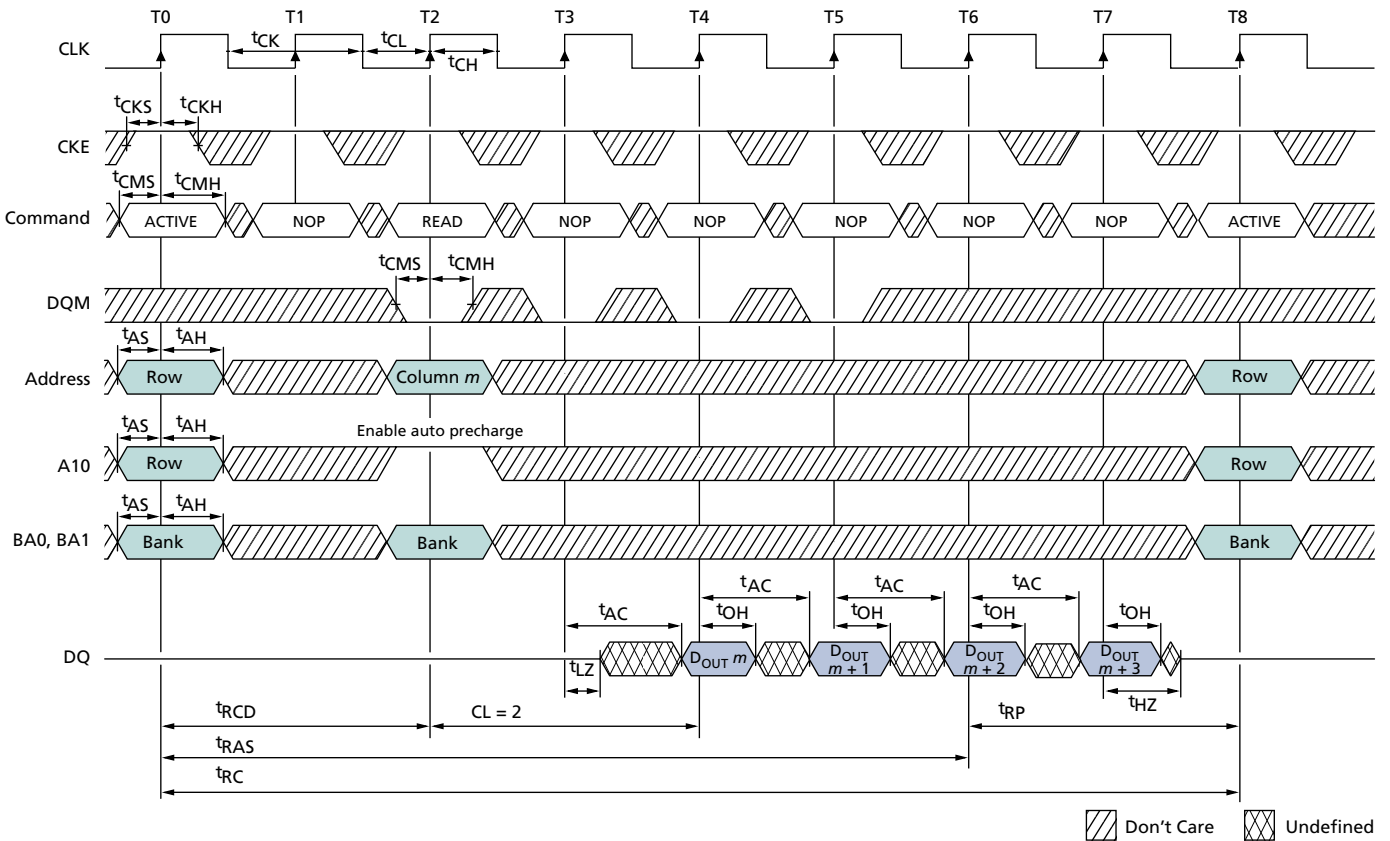 T0 T1 T2 T3 T4 T5 T6 T7 T8
CLK tCK tCL tCH
tCKS tCKH
CKE
tCMS tCMH
Command ACTIVE NOP READ NOP NOP NOP NOP NOP ACTIVE
tCMS tCMH
DQM
tAS tAH
Address Row Column m Row
tAS tAH Enable auto precharge
A10 Row Row
tAS tAH
BA0, BA1 Bank Bank Bank
tAC tAC tAC
tAC tOH tOH tOH tOH
DQ DOUT m DOUT m + 1 DOUT m + 2 DOUT m + 3
tLZ tHZ
tRCD CL = 2 tRP
tRAS
tRC
Don't Care Undefined